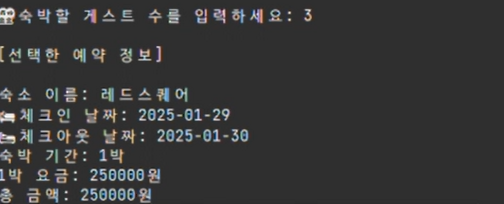 👪숙박할 게스트 수를 입력하세요: 3
[선택한 예약 정보]
숙소 이름: 레드스퀘어
🛏체크인 날짜: 2025-01-29
🛏체크아웃 날짜: 2025-01-30
숙박 기간: 1박
1박 요금: 250000원
총 금액: 250000원